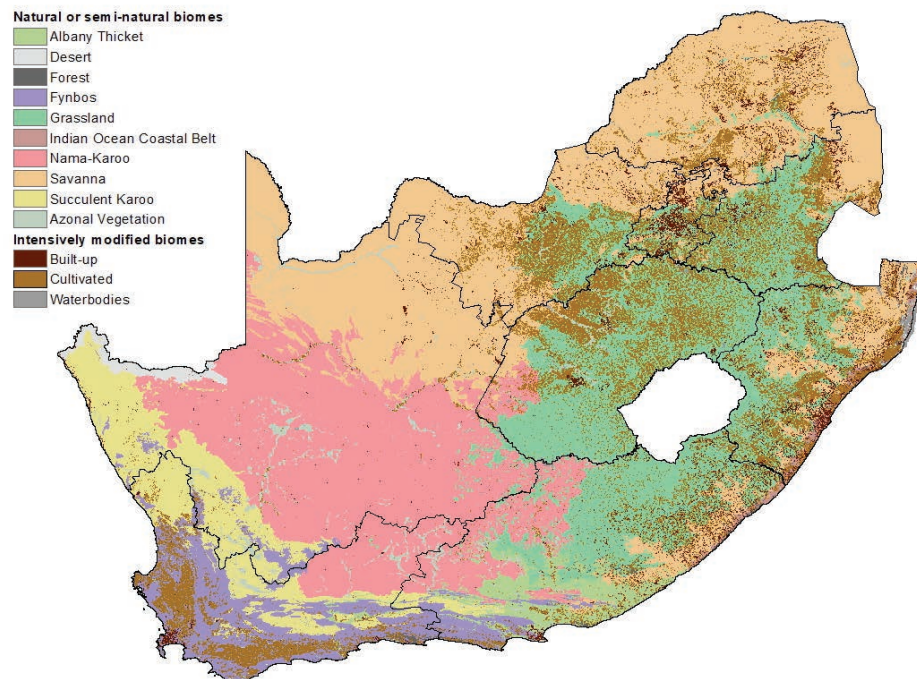 Natural or semi-natural biomes
Albany Thicket
Desert
Forest
Fynbos
Grassland
Indian Ocean Coastal Belt
Nama-Karoo
Savanna
Succulent Karoo
Azonal Vegetation
Intensively modified biomes
Built-up
Cultivated
Waterbodies